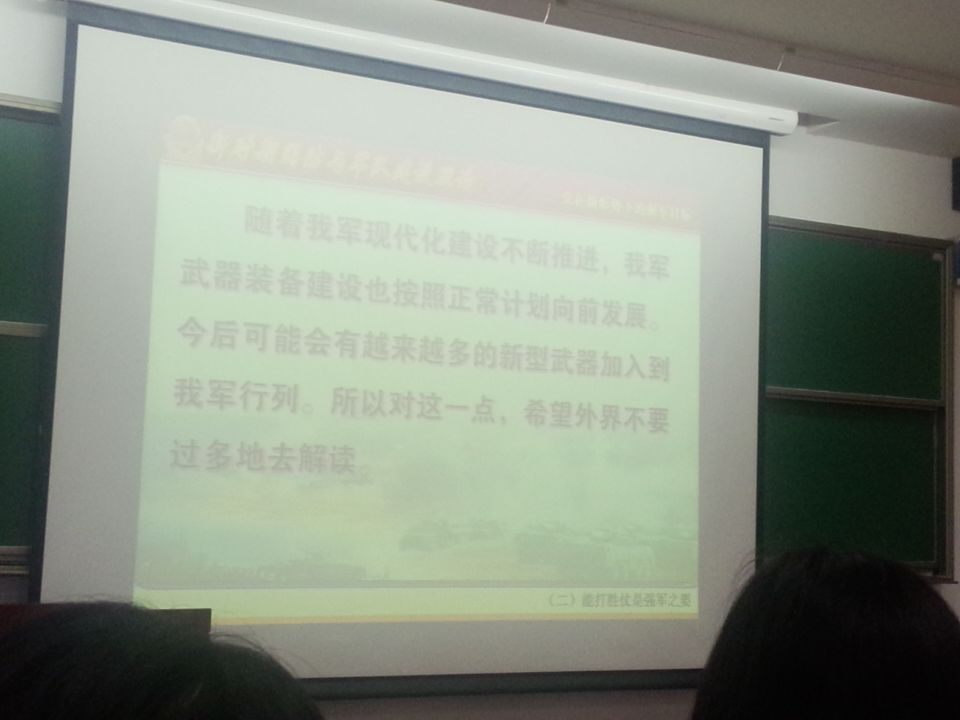 随着我军现代化建设不断推进，我军
武器装备建设也按照正常计划向前发展。
今后可能会有越来越多的新型武器加入到
我军行列。所以对这一点，希望外界不要
过多地去解读。
（二）能打胜仗是强军之要